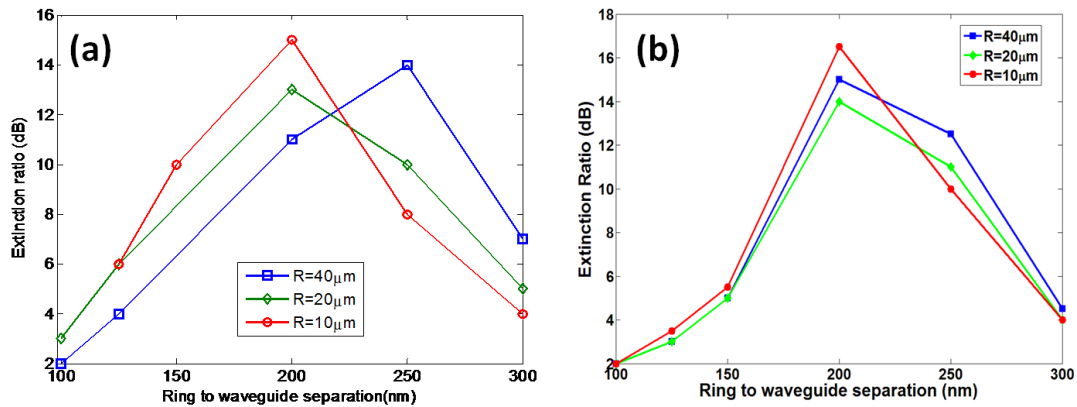 (a)
16
14
12
10
8
6
4
2
Extinction ratio (dB)
R=40μm
R=20μm
R=10μm
100
150
200
250
300
Ring to waveguide separation(nm)
(b)
18
16
14
12
10
8
6
4
2
Extinction Ratio (dB)
R=40μm
R=20μm
R=10μm
100
150
200
250
300
Ring to waveguide separation (nm)